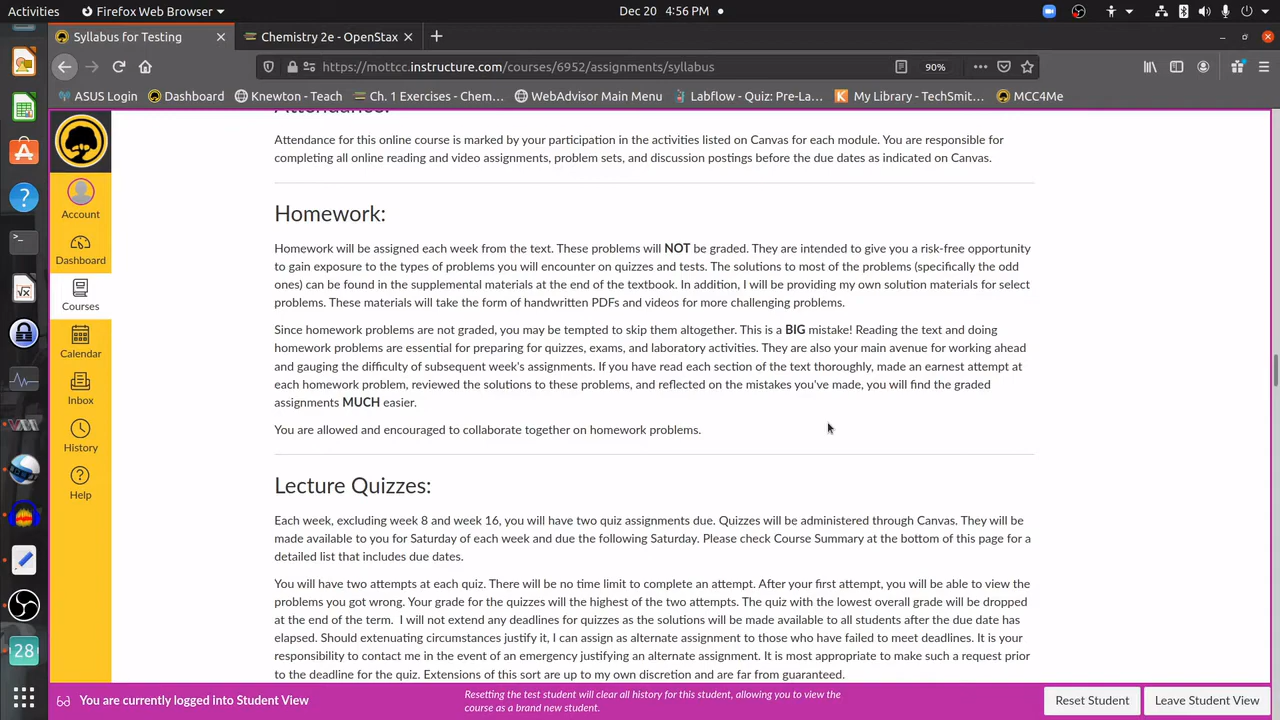 Activities
Firefox Web Browser
Dec 20 4:56 PM
Syllabus for Testing
Chemistry 2e - OpenStax
https://mottcc.instructure.com/courses/6952/assignments/syllabus
90%
ASUS Login
Dashboard
Knewton - Teach
Ch. 1 Exercises - Chem…
WebAdvisor Main Menu
Labflow - Quiz: Pre-La…
My Library - TechSmit…
MCC4Me
Attendance:
Attendance for this online course is marked by your participation in the activities listed on Canvas for each module. You are responsible for
completing all online reading and video assignments, problem sets, and discussion postings before the due dates as indicated on Canvas.
Homework:
Homework will be assigned each week from the text. These problems will NOT be graded. They are intended to give you a risk-free opportunity
to gain exposure to the types of problems you will encounter on quizzes and tests. The solutions to most of the problems (specifically the odd
ones) can be found in the supplemental materials at the end of the textbook. In addition, I will be providing my own solution materials for select
problems. These materials will take the form of handwritten PDFs and videos for more challenging problems.
Since homework problems are not graded, you may be tempted to skip them altogether. This is a BIG mistake! Reading the text and doing
homework problems are essential for preparing for quizzes, exams, and laboratory activities. They are also your main avenue for working ahead
and gauging the difficulty of subsequent week's assignments. If you have read each section of the text thoroughly, made an earnest attempt at
each homework problem, reviewed the solutions to these problems, and reflected on the mistakes you've made, you will find the graded
assignments MUCH easier.
You are allowed and encouraged to collaborate together on homework problems.
Lecture Quizzes:
Each week, excluding week 8 and week 16, you will have two quiz assignments due. Quizzes will be administered through Canvas. They will be
made available to you for Saturday of each week and due the following Saturday. Please check Course Summary at the bottom of this page for a
detailed list that includes due dates.
You will have two attempts at each quiz. There will be no time limit to complete an attempt. After your first attempt, you will be able to view the
problems you got wrong. Your grade for the quizzes will the highest of the two attempts. The quiz with the lowest overall grade will be dropped
at the end of the term. I will not extend any deadlines for quizzes as the solutions will be made available to all students after the due date has
elapsed. Should extenuating circumstances justify it, I can assign as alternate assignment to those who have failed to meet deadlines. It is your
responsibility to contact me in the event of an emergency justifying an alternate assignment. It is most appropriate to make such a request prior
to the deadline for the quiz. Extensions of this sort are up to my own discretion and are far from guaranteed.
Account
Dashboard
Courses
Calendar
Inbox
History
Help
28
You are currently logged into Student View
Resetting the test student will clear all history for this student, allowing you to view the
course as a brand new student.
Reset Student
Leave Student View